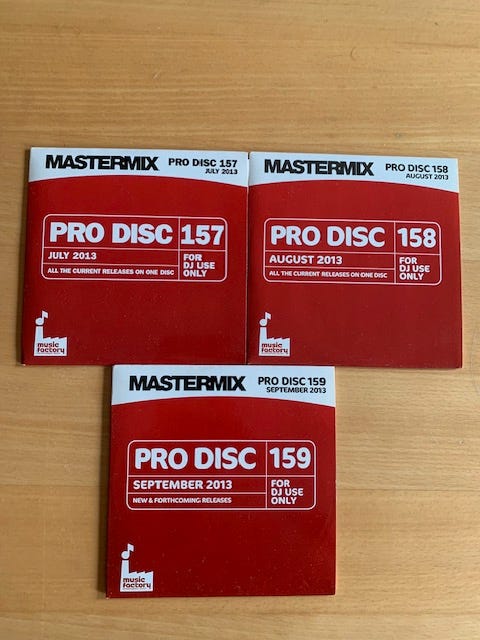 MASTERMIX PRO DISC 157
JULY 2013
PRO DISC 157
JULY 2013
ALL THE CURRENT RELEASES ON ONE DISC
FOR
DJ USE
ONLY
music
factory
MASTERMIX PRO DISC 158
AUGUST 2013
PRO DISC 158
AUGUST 2013
ALL THE CURRENT RELEASES ON ONE DISC
FOR
DJ USE
ONLY
music
factory
MASTERMIX PRO DISC 159
SEPTEMBER 2013
PRO DISC 159
SEPTEMBER 2013
NEW & FORTHCOMING RELEASES
FOR
DJ USE
ONLY
music
factory